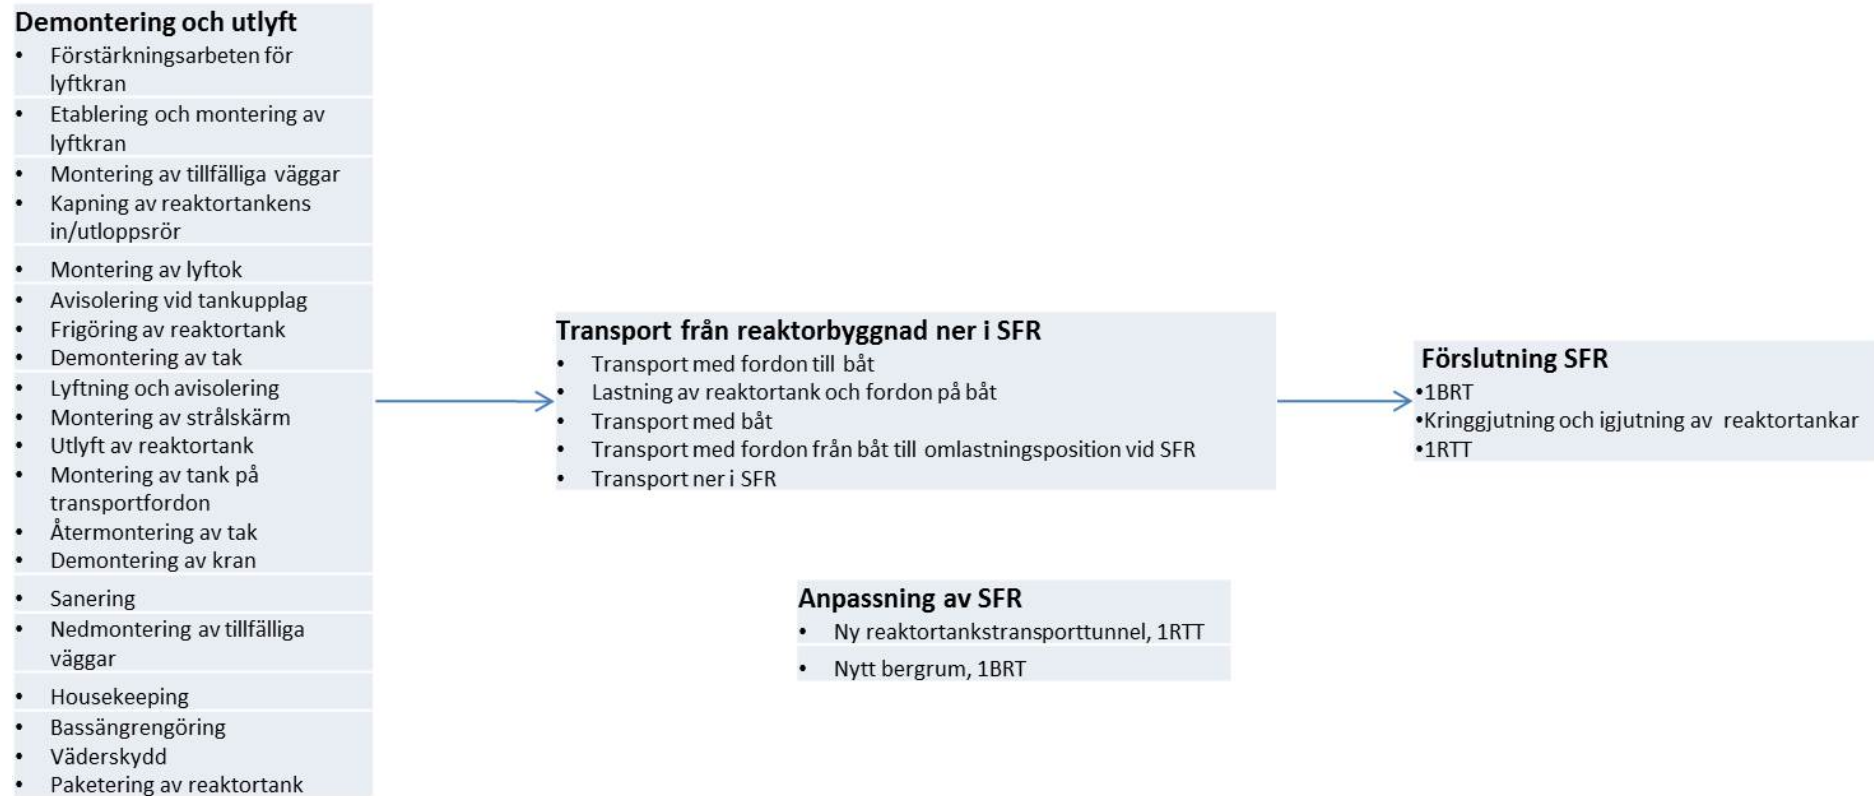 Demontering och utlyft
• Förstärkningsarbeten för
lyftkran
• Etablering och montering av
lyftkran
• Montering av tillfälliga väggar
• Kapning av reaktortankens
in/utloppsrör
• Montering av lyftok
• Avisolering vid tankupplag
• Frigöring av reaktortank
• Demontering av tak
• Lyftning och avisolering
• Montering av strålskärm
• Utlyft av reaktortank
• Montering av tank på
transportfordon
• Återmontering av tak
• Demontering av kran
• Sanering
• Nedmontering av tillfälliga
väggar
• Housekeeping
• Bassängrengöring
• Väderskydd
• Paketering av reaktortank
Transport från reaktorbyggnad ner i SFR
• Transport med fordon till båt
• Lastning av reaktortank och fordon på båt
• Transport med båt
• Transport med fordon från båt till omlastningsposition vid SFR
• Transport ner i SFR
Anpassning av SFR
• Ny reaktortankstransporttunnel, 1RTT
• Nytt bergrum, 1BRT
Förslutning SFR
•1BRT
•Kringgjutning och igjutning av reaktortankar
•1RTT